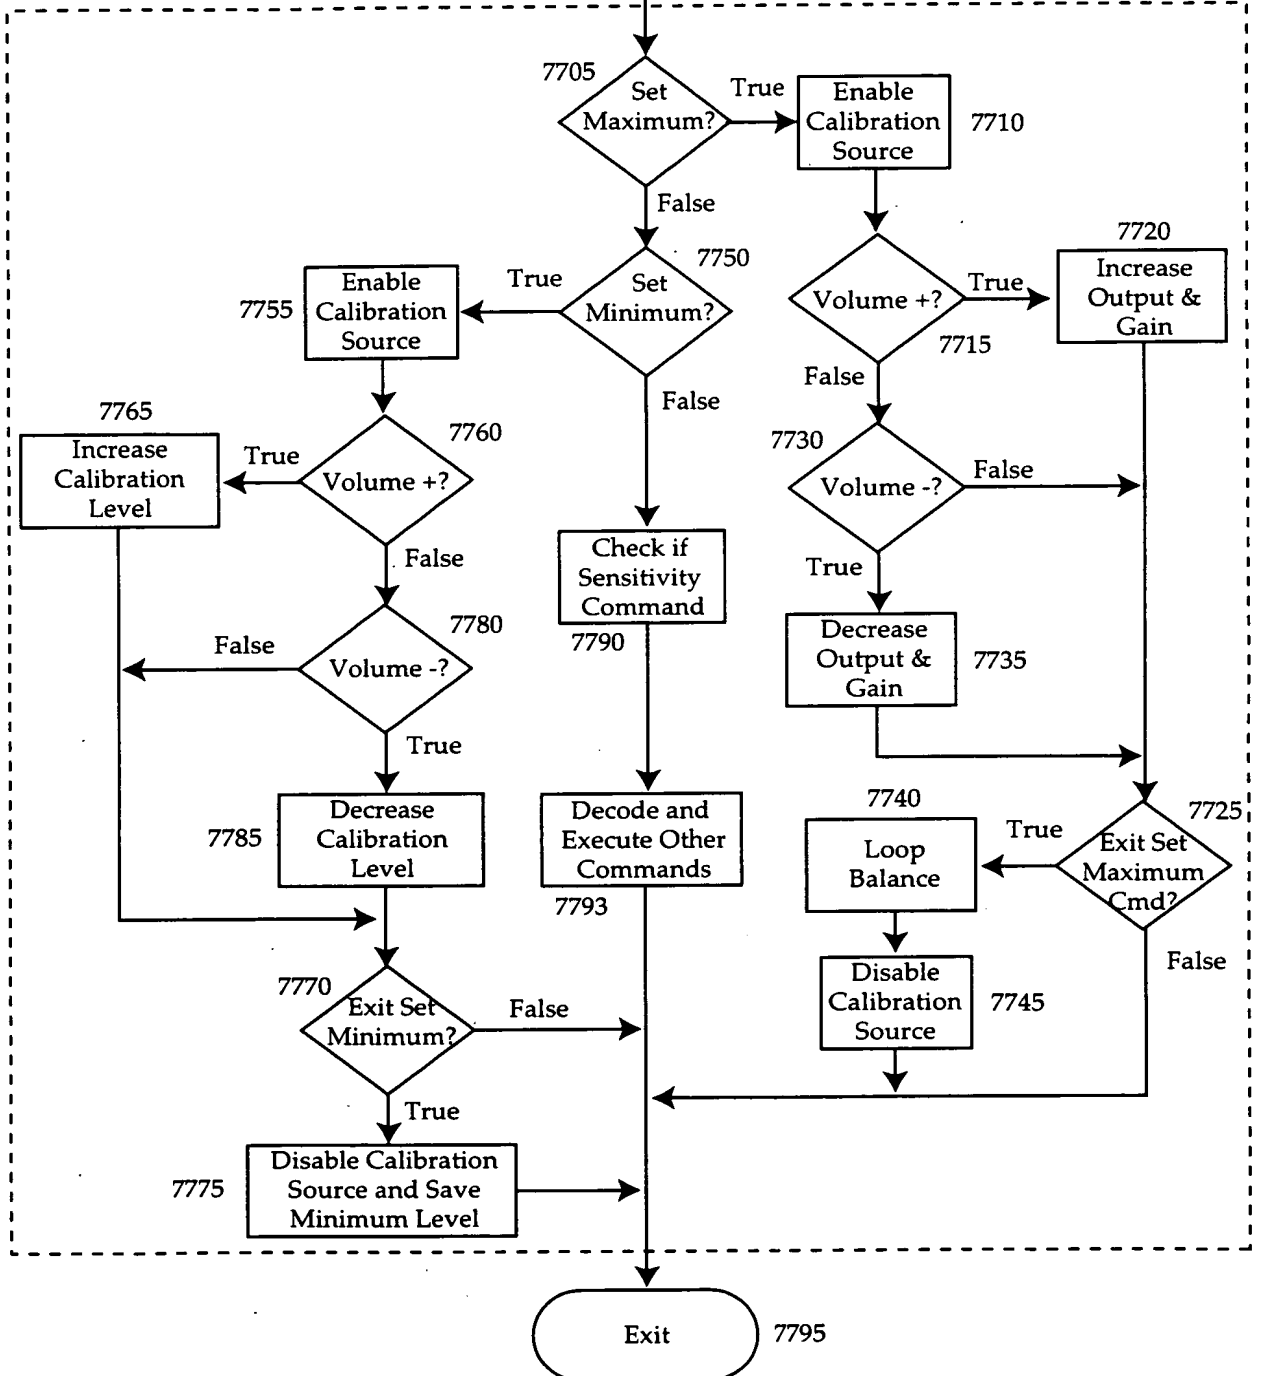 7705
Set
Maximum?
True
Enable
Calibration
Source
7710
False
7750
Set
Minimum?
True
Enable
Calibration
Source
7755
False
Volume +?
7715
True
7720
Increase
Output &
Gain
False
7730
Volume -?
False
True
Decrease
Output &
Gain
7735
7765
Increase
Calibration
Level
True
7760
Volume +?
False
7780
Volume -?
False
True
7785
Decrease
Calibration
Level
Check if
Sensitivity
Command
7790
Decode and
Execute Other
Commands
7793
7740
Loop
Balance
True
7725
Exit Set
Maximum
Cmd?
False
Disable
Calibration
Source
7745
7770
Exit Set
Minimum?
False
True
7775
Disable Calibration
Source and Save
Minimum Level
Exit
7795